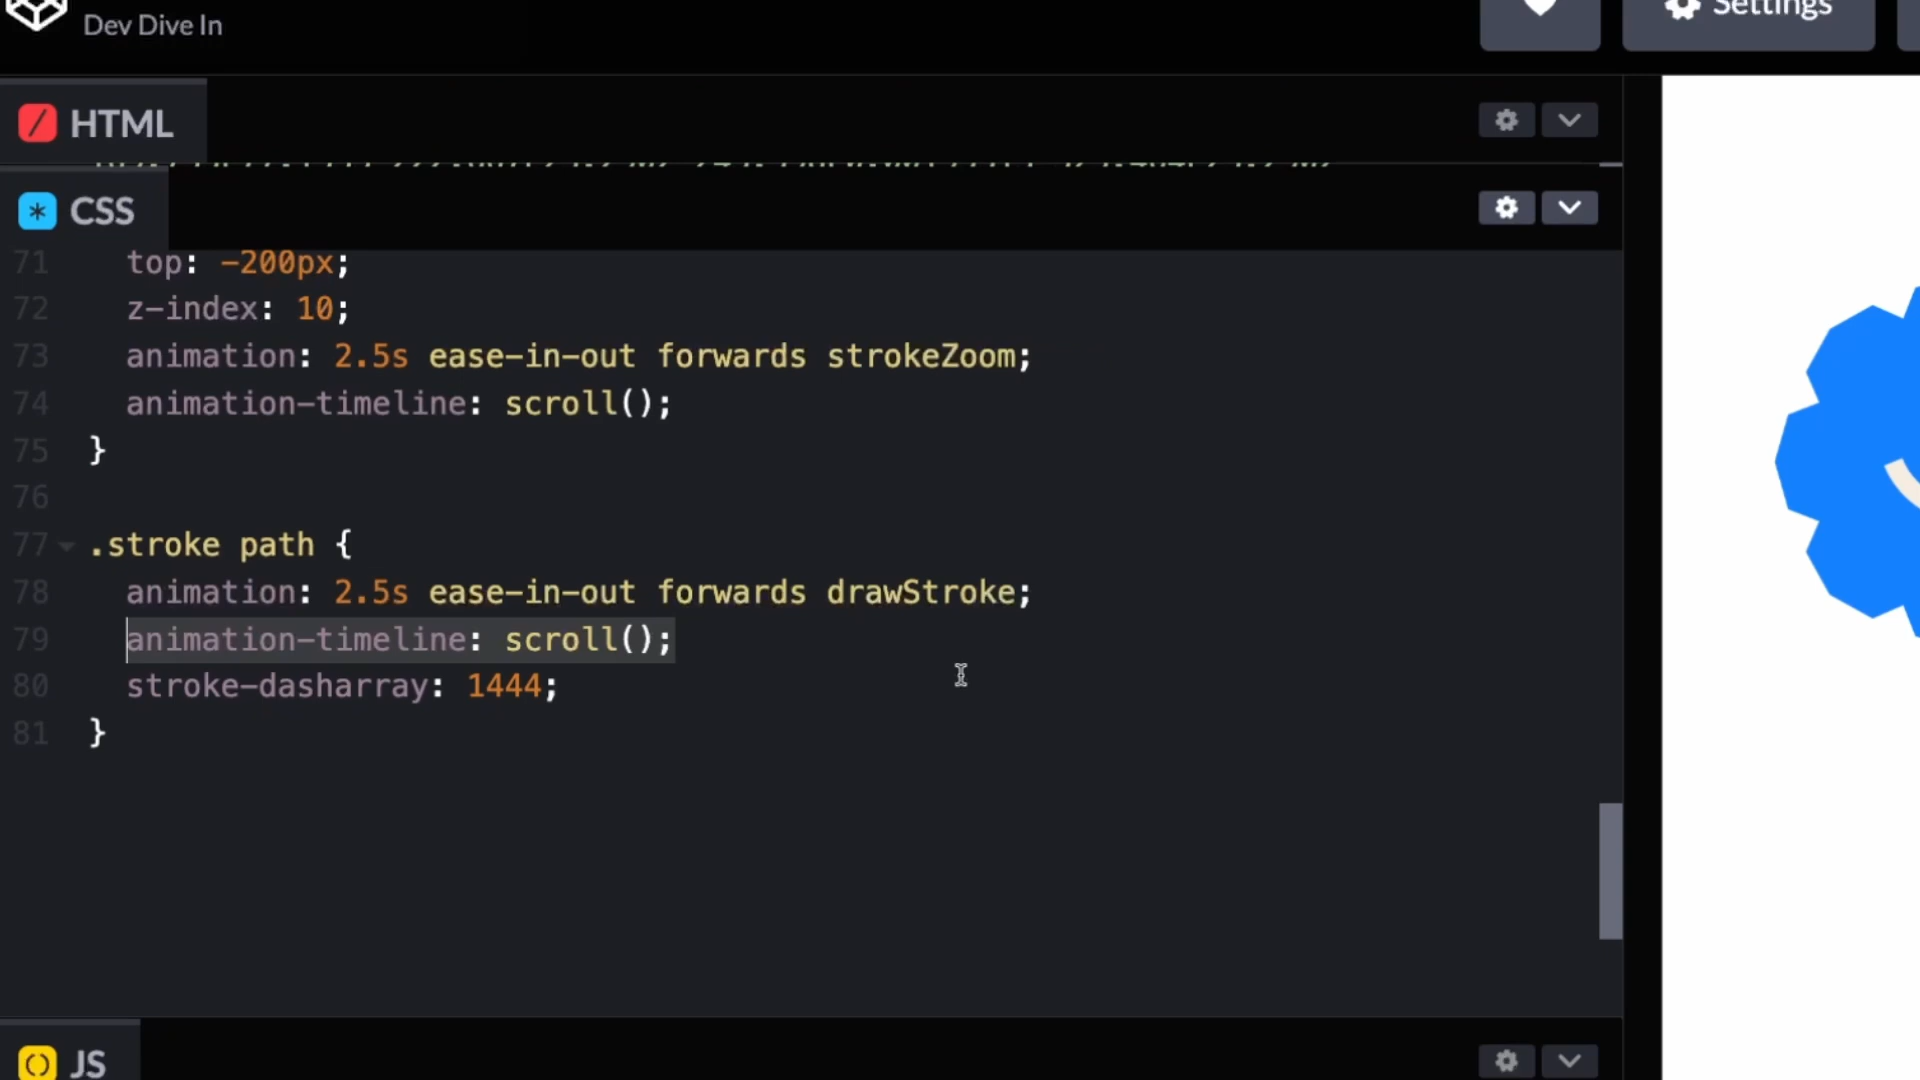 Dev Dive In
Settings
HTML
CSS
71 top: -200px;
72 z-index: 10;
73 animation: 2.5s ease-in-out forwards strokeZoom;
74 animation-timeline: scroll();
75 }
76
77 .stroke path {
78 animation: 2.5s ease-in-out forwards drawStroke;
79 animation-timeline: scroll();
80 stroke-dasharray: 1444;
81 }
JS